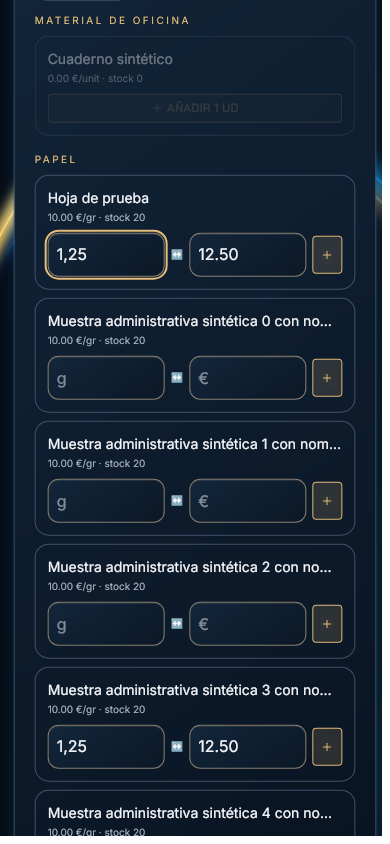 MATERIAL DE OFICINA
Cuaderno sintético
0.00 €/unit · stock 0
+ AÑADIR 1 UD
PAPEL
Hoja de prueba
10.00 €/gr · stock 20
1,25 ↔ 12.50 +
Muestra administrativa sintética 0 con no...
10.00 €/gr · stock 20
g ↔ € +
Muestra administrativa sintética 1 con nom...
10.00 €/gr · stock 20
g ↔ € +
Muestra administrativa sintética 2 con no...
10.00 €/gr · stock 20
g ↔ € +
Muestra administrativa sintética 3 con no...
10.00 €/gr · stock 20
1,25 ↔ 12.50 +
Muestra administrativa sintética 4 con no...
10.00 €/gr · stock 20